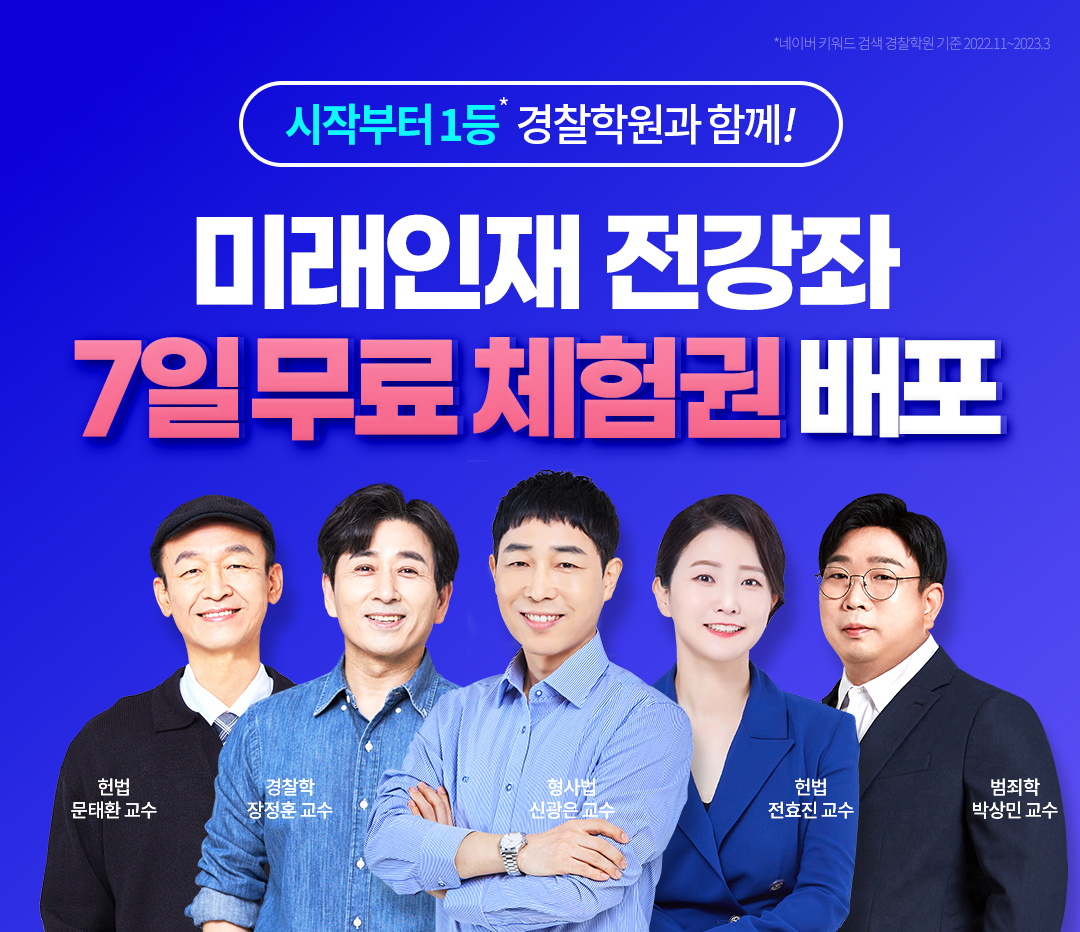 *네이버 키워드 검색 경찰학원 기준 2022.11~2023.3
시작부터 1등* 경찰학원과 함께!
미래인재 전강좌
7일 무료 체험권 배포
헌법
문태환 교수
경찰학
장정훈 교수
형사법
신광은 교수
헌법
전효진 교수
범죄학
박상민 교수